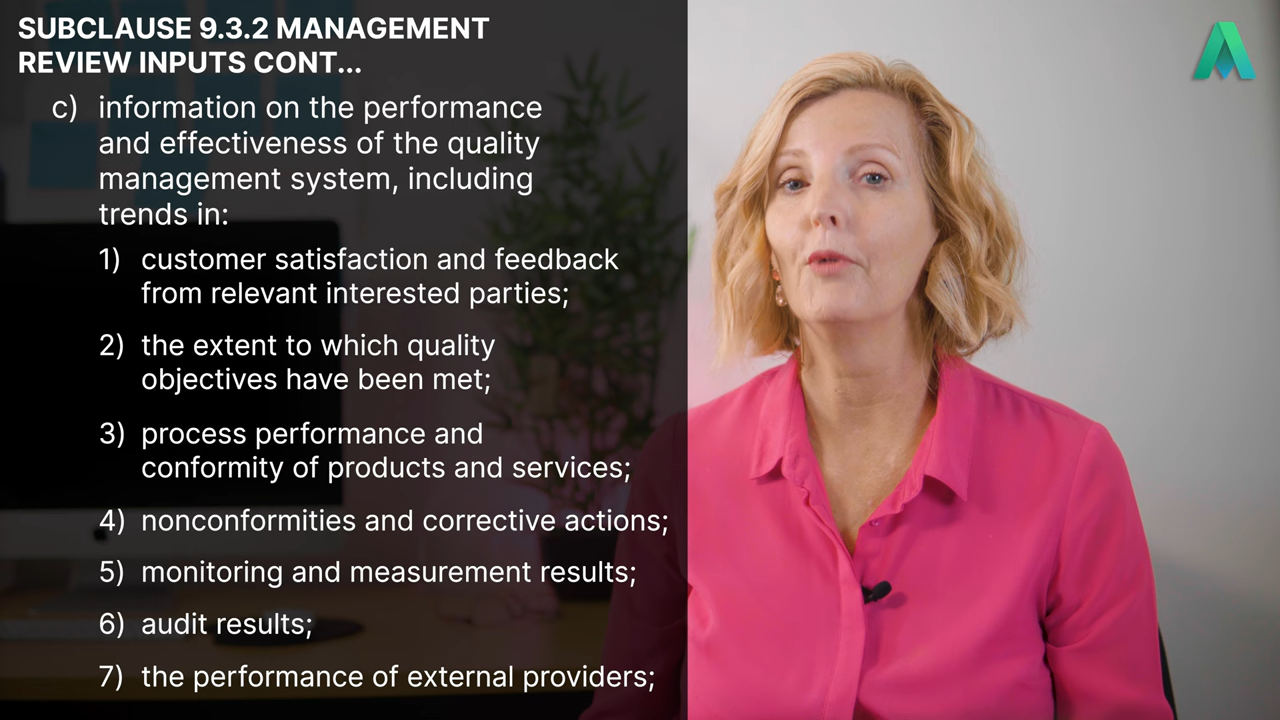 SUBCLAUSE 9.3.2 MANAGEMENT
REVIEW INPUTS CONT...
c) information on the performance
and effectiveness of the quality
management system, including
trends in:
1) customer satisfaction and feedback
from relevant interested parties;
2) the extent to which quality
objectives have been met;
3) process performance and
conformity of products and services;
4) nonconformities and corrective actions;
5) monitoring and measurement results;
6) audit results;
7) the performance of external providers;